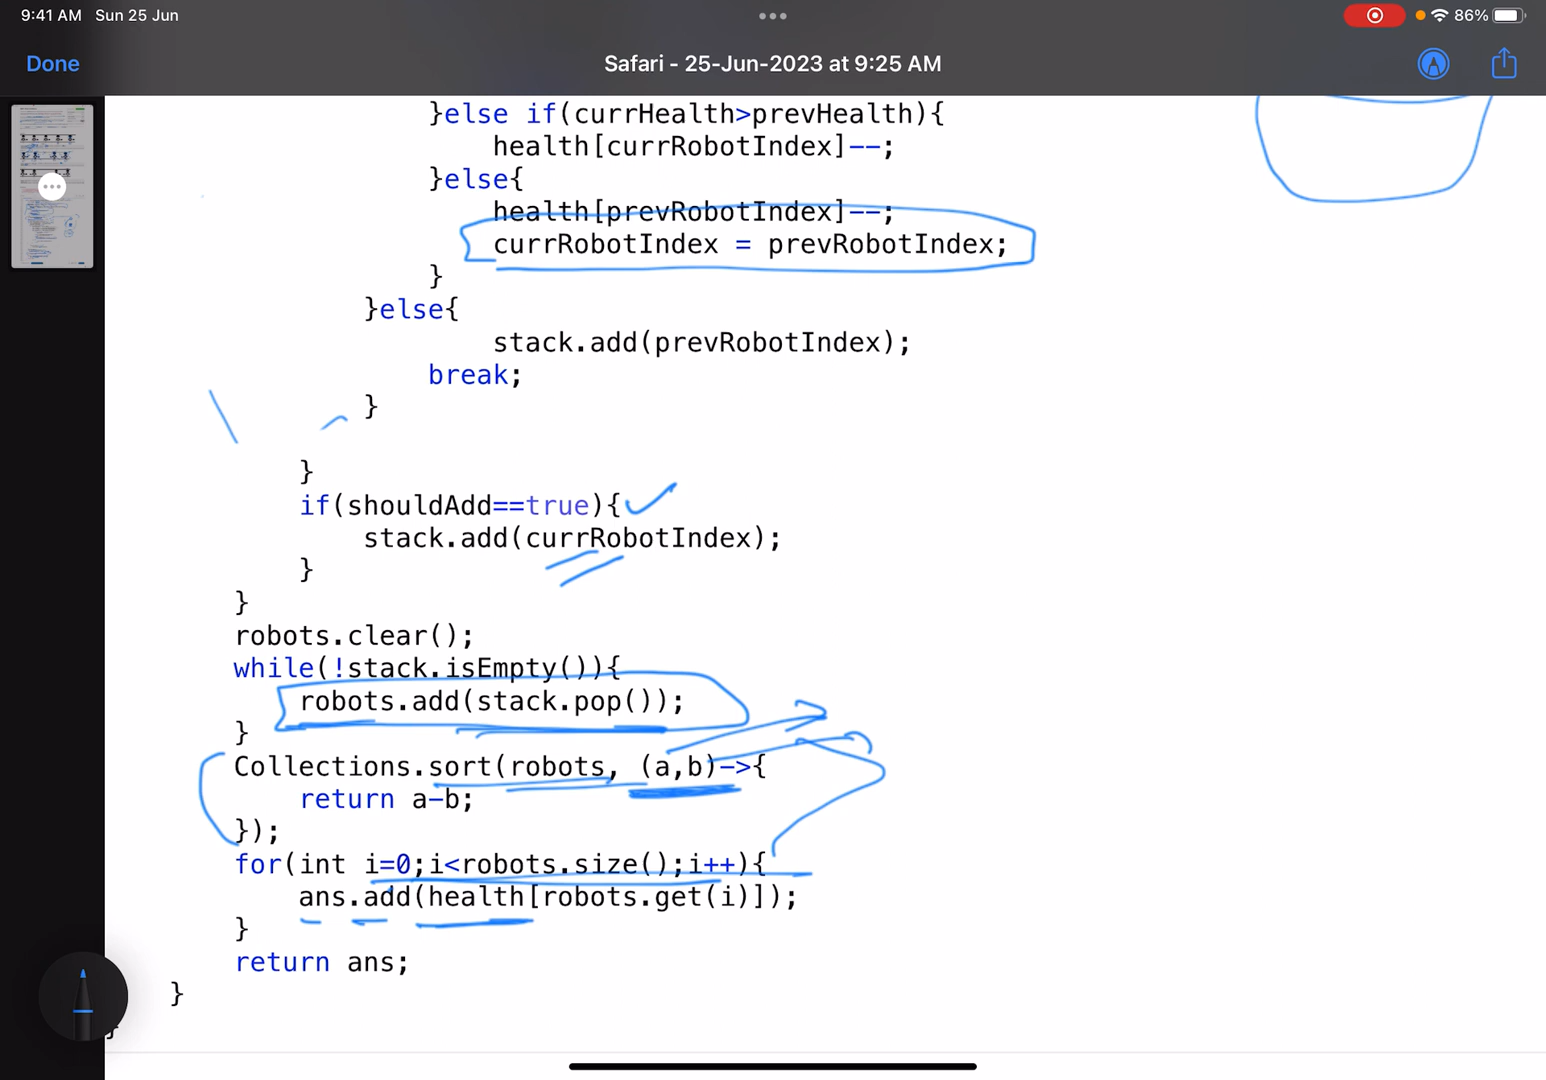 9:41 AM Sun 25 Jun
86%
Done
Safari - 25-Jun-2023 at 9:25 AM
}else if(currHealth>prevHealth){
health[currRobotIndex]--;
}else{
health[prevRobotIndex]--;
currRobotIndex = prevRobotIndex;
}
}else{
stack.add(prevRobotIndex);
break;
}
}
if(shouldAdd==true){
stack.add(currRobotIndex);
}
}
robots.clear();
while(!stack.isEmpty()){
robots.add(stack.pop());
}
Collections.sort(robots, (a,b)->{
return a-b;
});
for(int i=0;i<robots.size();i++){
ans.add(health[robots.get(i)]);
}
return ans;
}
}